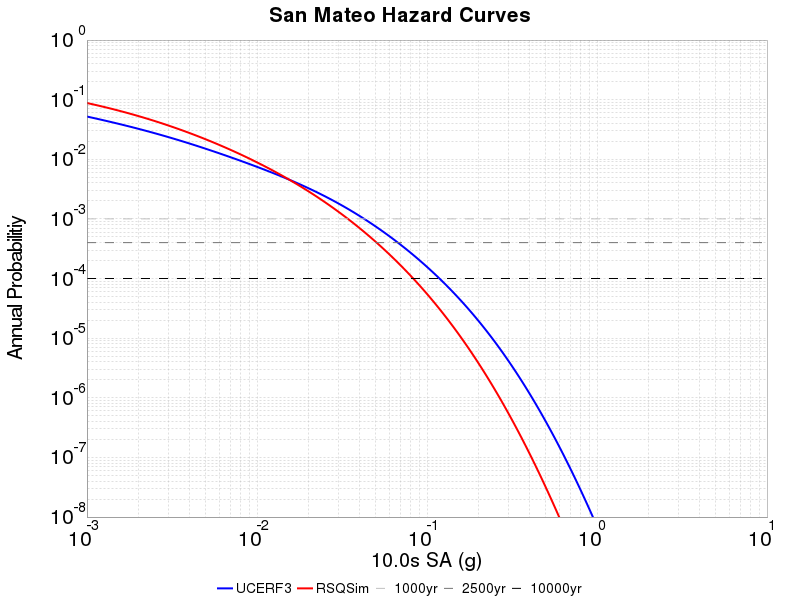 San Mateo Hazard Curves
Annual Probability
10^0
10^-1
10^-2
10^-3
10^-4
10^-5
10^-6
10^-7
10^-8
10^-3 10^-2 10^-1 10^0 10^1
10.0s SA (g)
UCERF3 RSQSim 1000yr 2500yr 10000yr